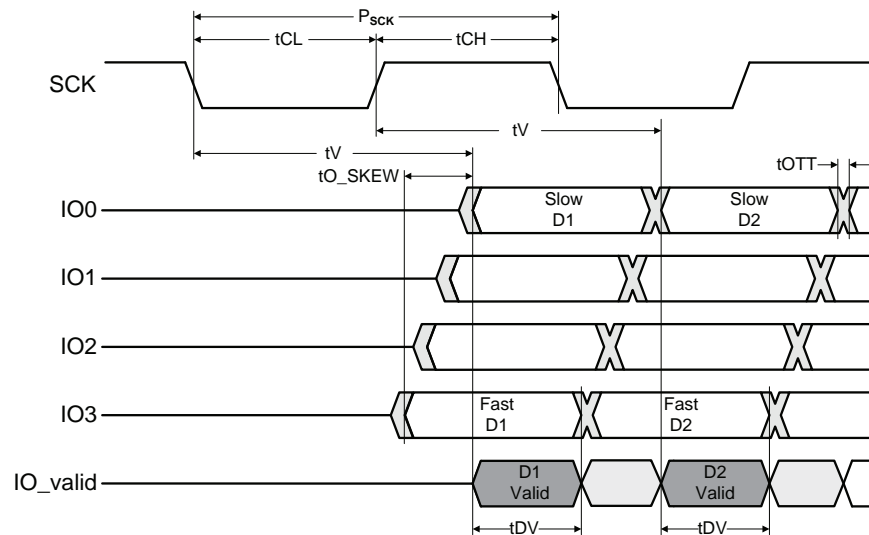 PSCK
tCL
tCH
SCK
tV
tV
tOTT
tO_SKEW
IO0
Slow
D1
Slow
D2
IO1
IO2
IO3
Fast
D1
Fast
D2
IO_valid
D1
Valid
D2
Valid
tDV
tDV